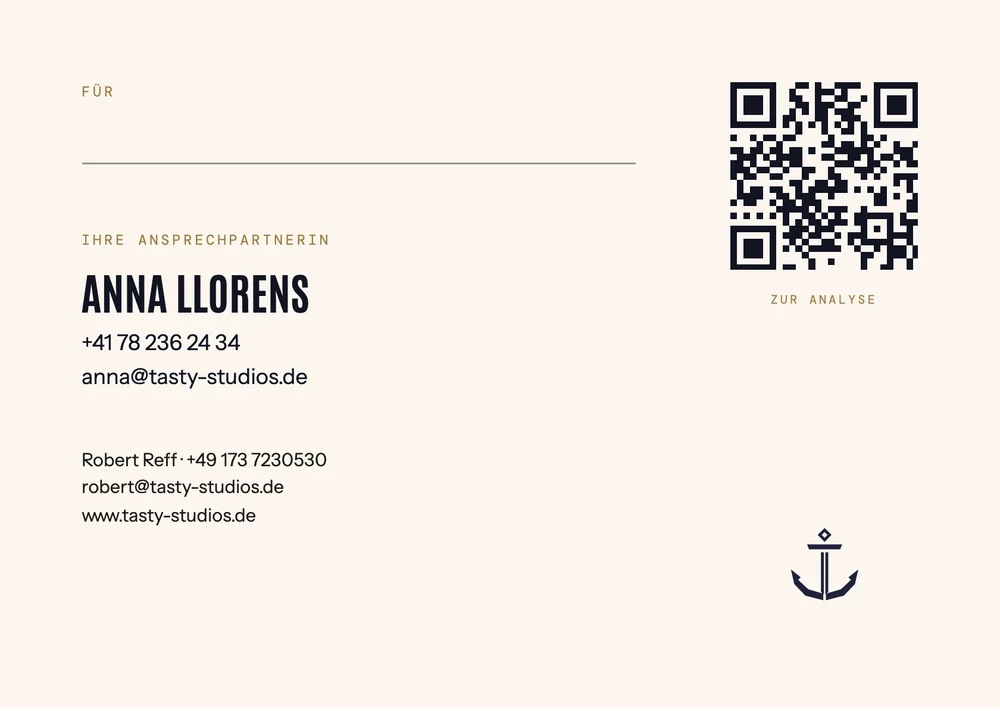 FÜR
IHRE ANSPRECHPARTNERIN
ANNA LLORENS
+41 78 236 24 34
anna@tasty-studios.de
Robert Reff · +49 173 7230530
robert@tasty-studios.de
www.tasty-studios.de
ZUR ANALYSE